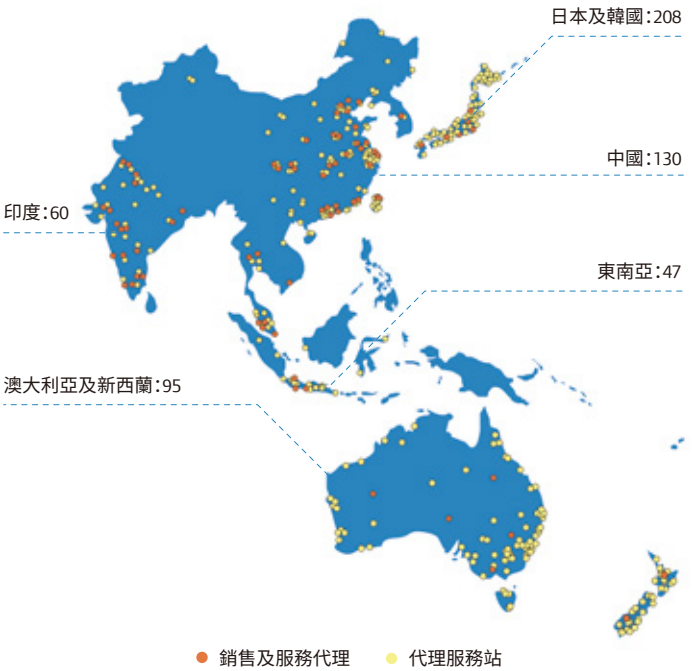 日本及韓國:208
中國:130
印度:60
東南亞:47
澳大利亞及新西蘭:95
銷售及服務代理
代理服務站